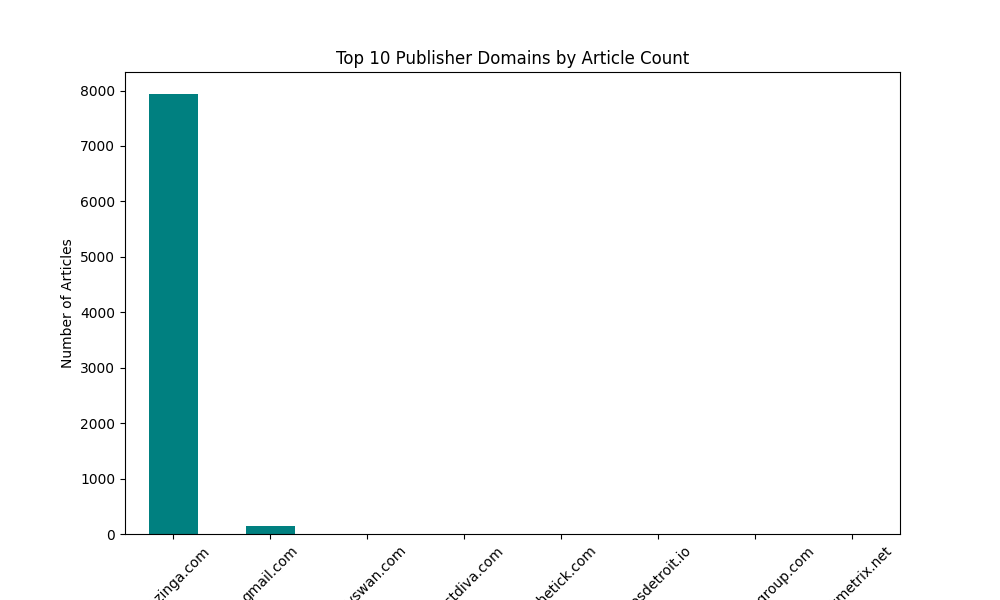 Top 10 Publisher Domains by Article Count
Number of Articles
8000
7000
6000
5000
4000
3000
2000
1000
0
zinga.com
gmail.com
swan.com
tdiva.com
hetick.com
sdetroit.io
group.com
metrix.net